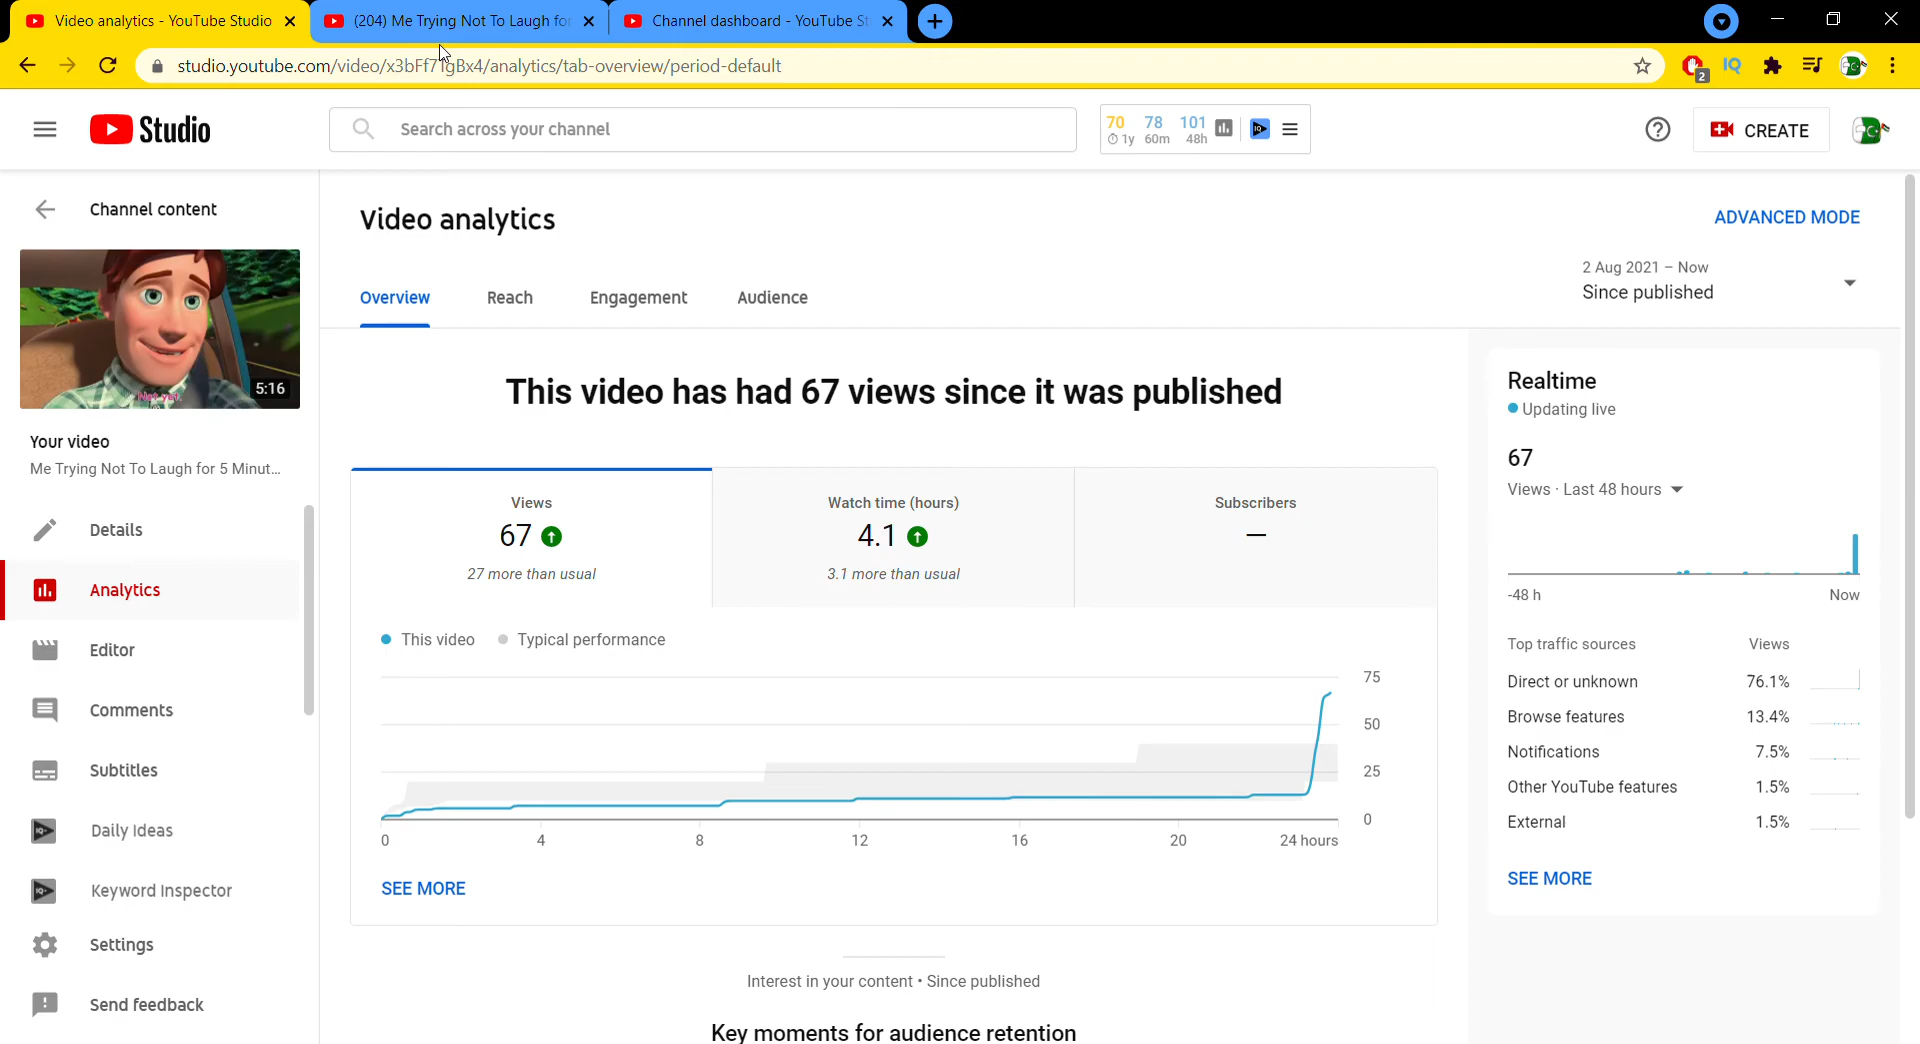 Video analytics - YouTube Studio
(204) Me Trying Not To Laugh for
Channel dashboard - YouTube St
studio.youtube.com/video/x3bFf71gBx4/analytics/tab-overview/period-default
2
IQ
Studio
Search across your channel
70 78 101
1y 60m 48h
CREATE
Channel content
Video analytics
ADVANCED MODE
2 Aug 2021 – Now
Since published
Overview Reach Engagement Audience
5:16
Not yet.
Your video
Me Trying Not To Laugh for 5 Minut...
Details
Analytics
Editor
Comments
Subtitles
Daily Ideas
Keyword Inspector
Settings
Send feedback
This video has had 67 views since it was published
Views
67
27 more than usual
Watch time (hours)
4.1
3.1 more than usual
Subscribers
—
This video Typical performance
75
50
25
0
0 4 8 12 16 20 24 hours
SEE MORE
Interest in your content • Since published
Key moments for audience retention
Realtime
Updating live
67
Views · Last 48 hours
-48 h Now
Top traffic sources Views
Direct or unknown 76.1%
Browse features 13.4%
Notifications 7.5%
Other YouTube features 1.5%
External 1.5%
SEE MORE